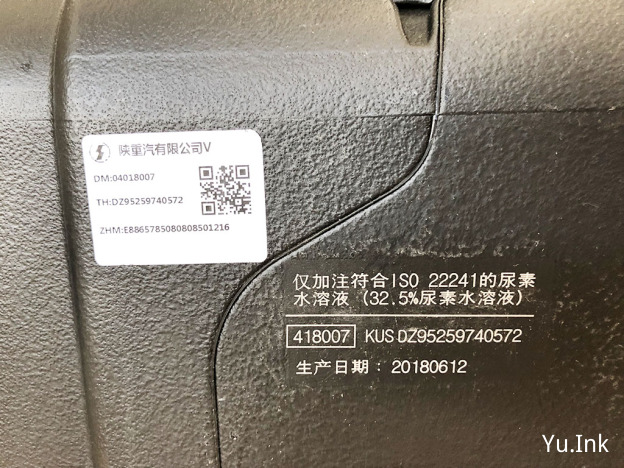 陕重汽有限公司V
DM:04018007
TH:DZ95259740572
ZHM:E8865785080808501216
仅加注符合ISO 22241的尿素
水溶液 (32.5%尿素水溶液)
418007 KUS DZ95259740572
生产日期: 20180612
Yu.Ink